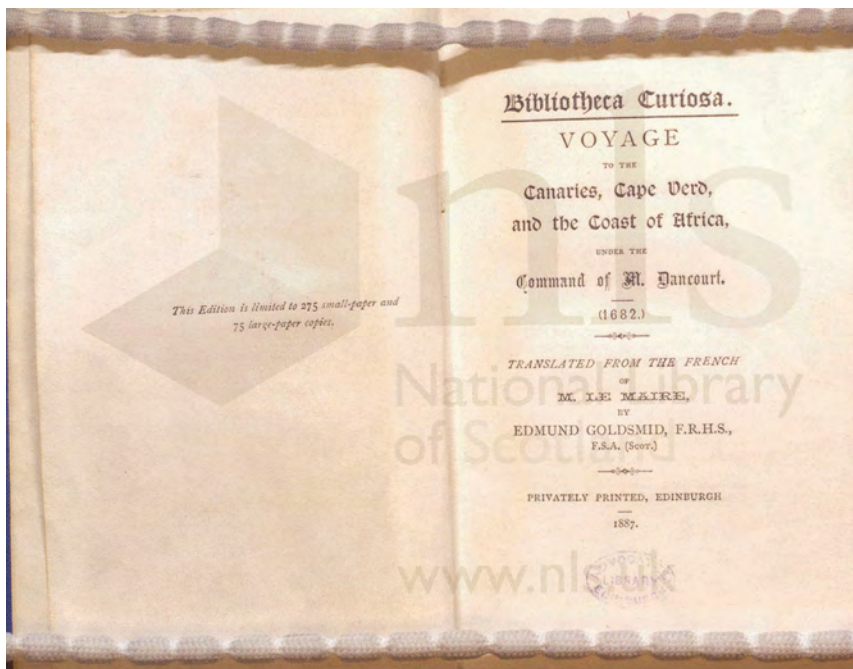 This Edition is limited to 275 small-paper and
75 large-paper copies.
Bibliotheca Curiosa.
VOYAGE
TO THE
Canaries, Cape Verd,
and the Coast of Africa,
UNDER THE
Command of M. Dancourt.
(1682.)
TRANSLATED FROM THE FRENCH
OF
M. LE MAIRE,
BY
EDMUND GOLDSMID, F.R.H.S.,
F.S.A. (SCOT.)
PRIVATELY PRINTED, EDINBURGH
1887.
LIBRARY
nls
National Library
of Scotland
www.nls.uk